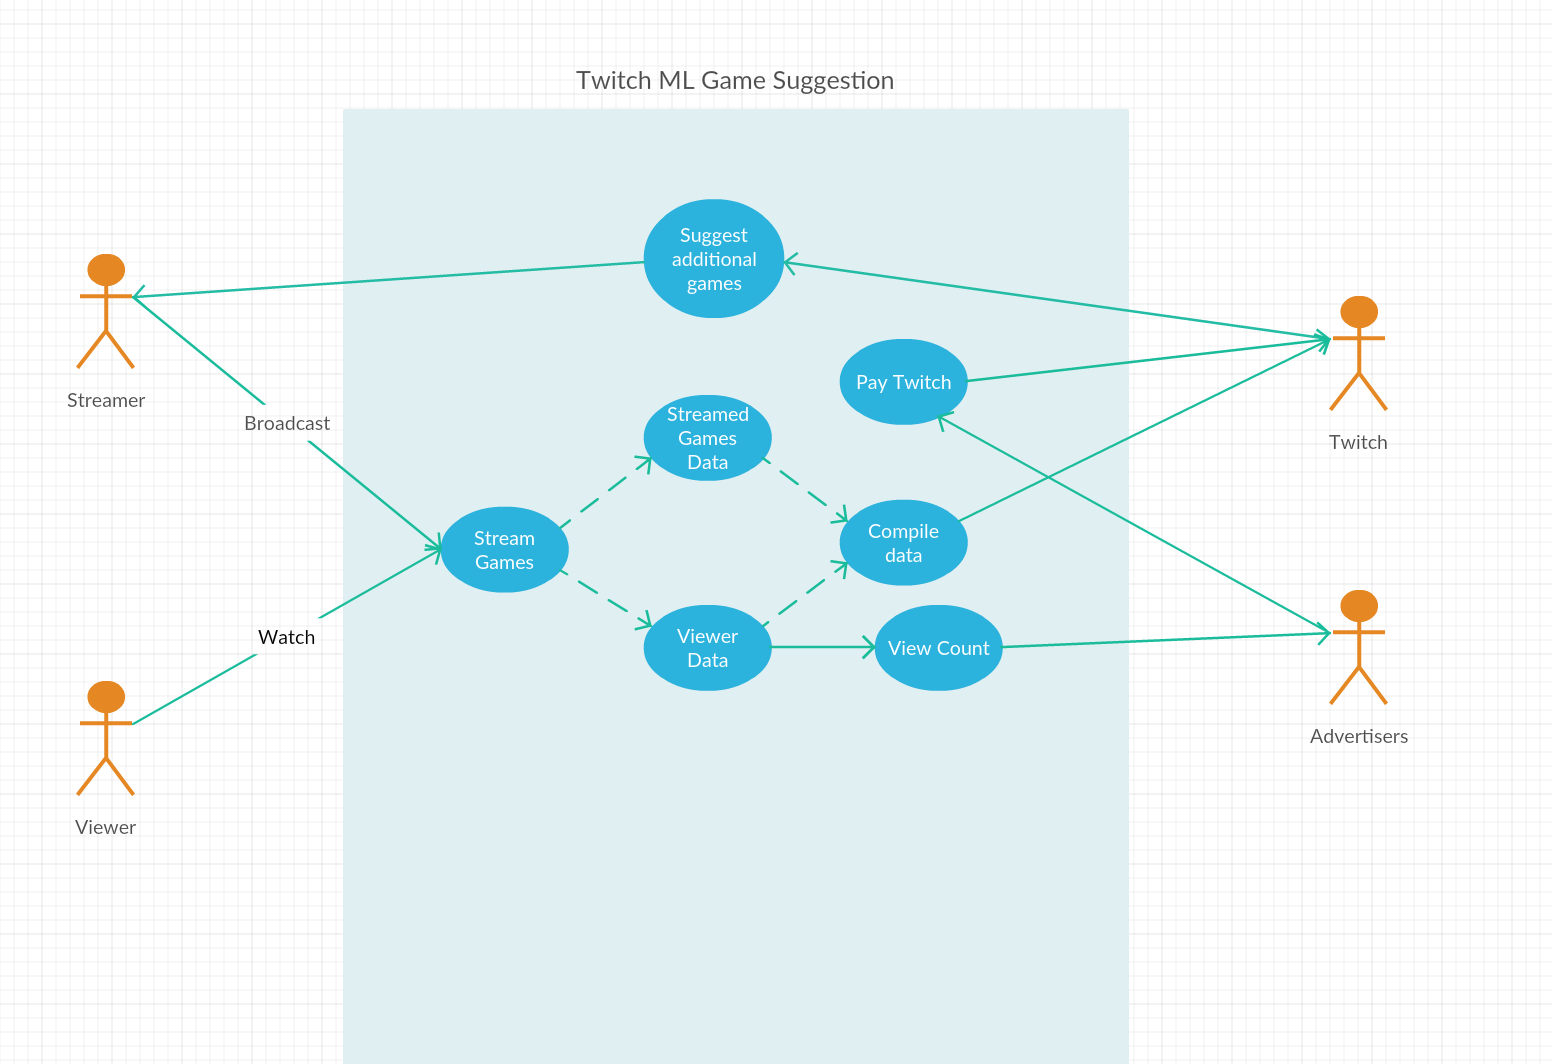 Twitch ML Game Suggestion
Suggest
additional
games
Streamer
Broadcast
Pay Twitch
Twitch
Streamed
Games
Data
Stream
Games
Compile
data
Watch
Viewer
Data
View Count
Advertisers
Viewer